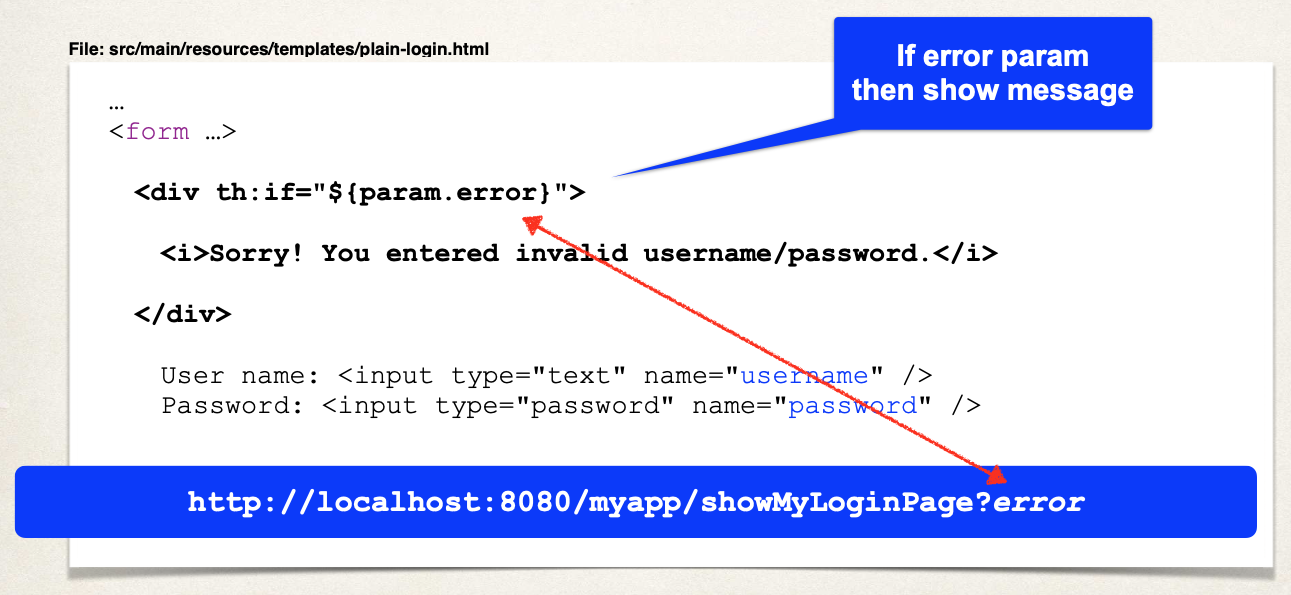 File: src/main/resources/templates/plain-login.html
If error param
then show message
…
<form …>
<div th:if="${param.error}">
<i>Sorry! You entered invalid username/password.</i>
</div>
User name: <input type="text" name="username" />
Password: <input type="password" name="password" />
http://localhost:8080/myapp/showMyLoginPage?error